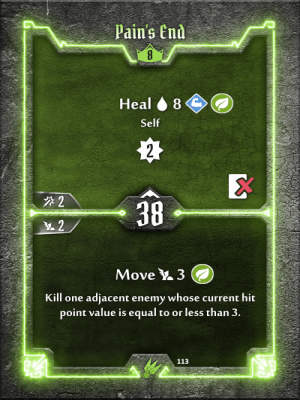 Pain's End
8
Heal 8
Self
2
2
38
2
Move 3
Kill one adjacent enemy whose current hit
point value is equal to or less than 3.
113